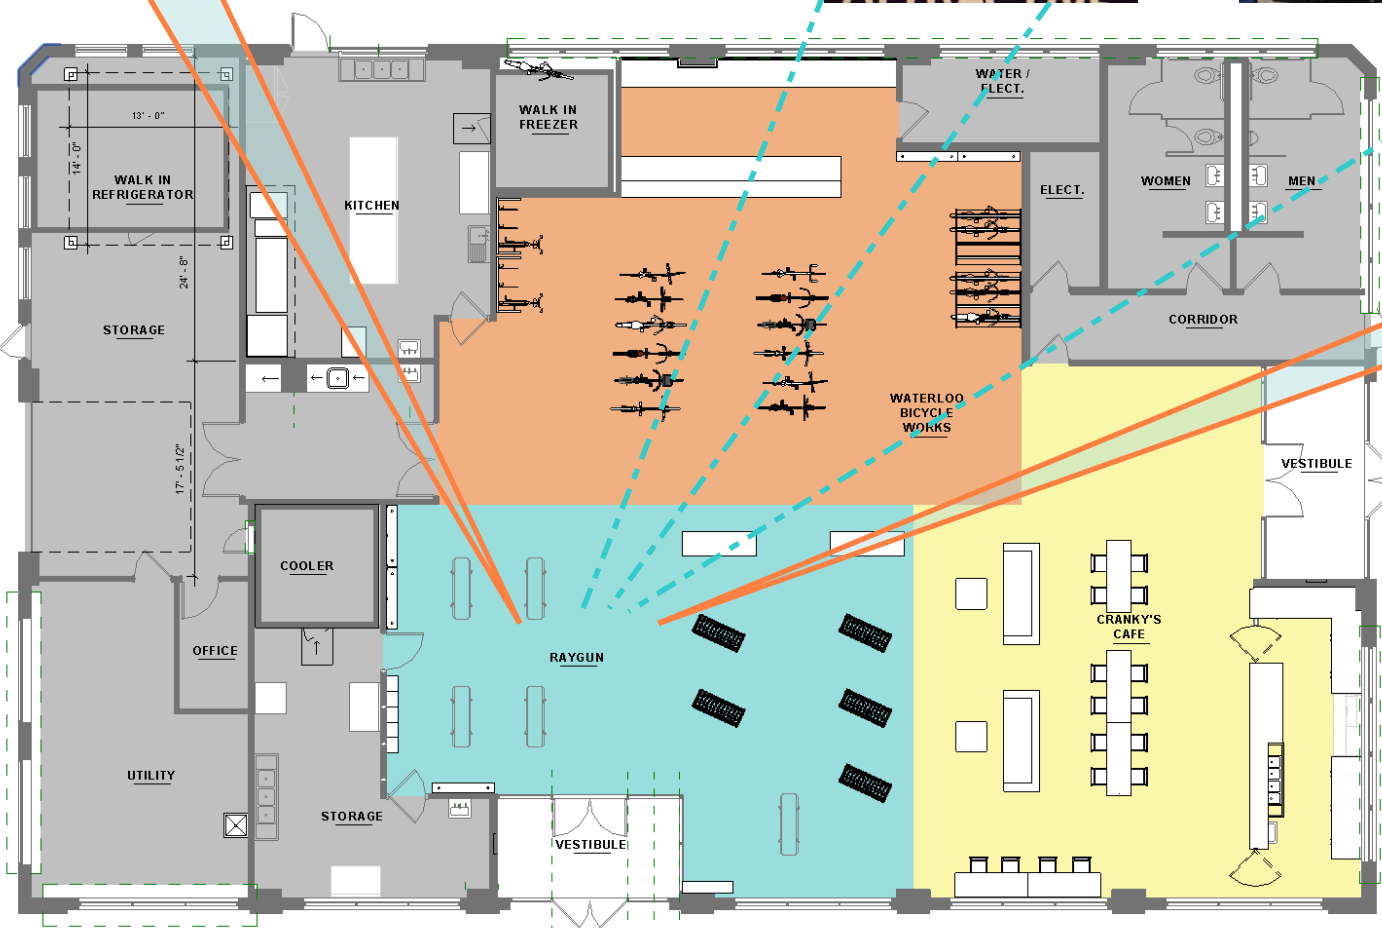 WATER /
ELECT.
WALK IN
FREEZER
13' - 0"
14' - 0"
WALK IN
REFRIGERATOR
KITCHEN
ELECT.
WOMEN
MEN
24' - 8"
STORAGE
CORRIDOR
WATERLOO
BICYCLE
WORKS
VESTIBULE
17' - 5 1/2"
COOLER
CRANKY'S
CAFE
OFFICE
RAYGUN
UTILITY
STORAGE
VESTIBULE